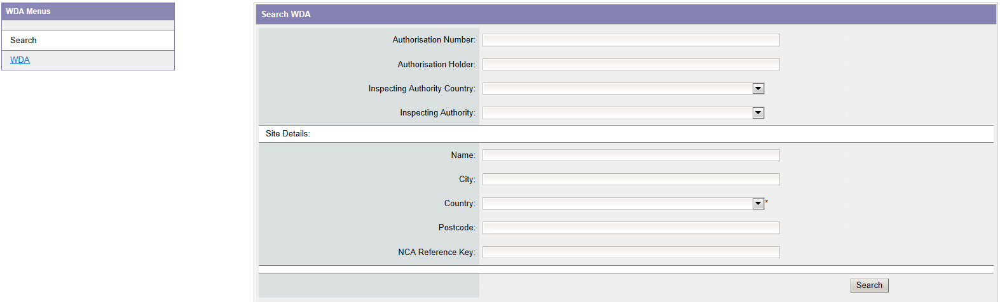 WDA Menus
Search
WDA
Search WDA
Authorisation Number:
Authorisation Holder:
Inspecting Authority Country:
Inspecting Authority:
Site Details:
Name:
City:
Country: *
Postcode:
NCA Reference Key:
Search